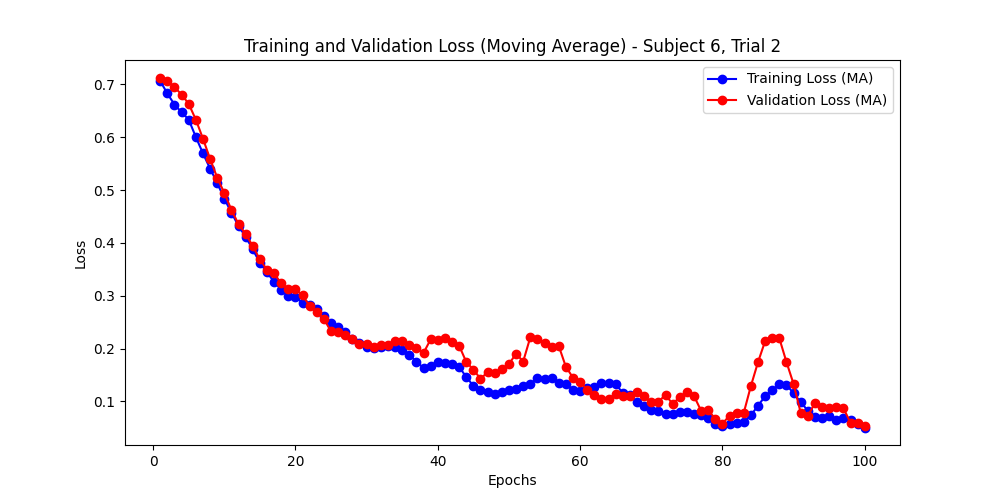 Training and Validation Loss (Moving Average) - Subject 6, Trial 2
Training Loss (MA)
Validation Loss (MA)
Loss
0.7
0.6
0.5
0.4
0.3
0.2
0.1
0 20 40 60 80 100
Epochs